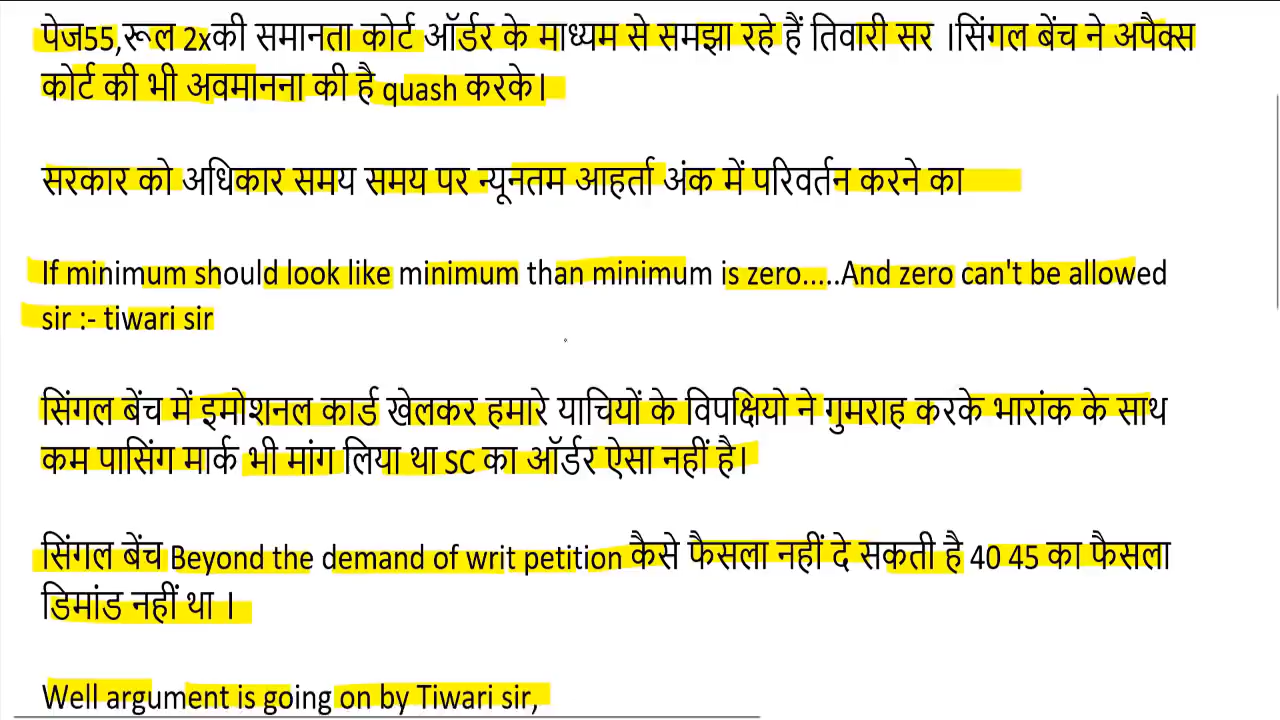 पेज55,रूल 2xकी समानता कोर्ट ऑर्डर के माध्यम से समझा रहे हैं तिवारी सर ।सिंगल बेंच ने अपैक्स
कोर्ट की भी अवमानना की है quash करके।
सरकार को अधिकार समय समय पर न्यूनतम आहर्ता अंक में परिवर्तन करने का
If minimum should look like minimum than minimum is zero.....And zero can't be allowed
sir :- tiwari sir
सिंगल बेंच में इमोशनल कार्ड खेलकर हमारे याचियों के विपक्षियो ने गुमराह करके भारांक के साथ
कम पासिंग मार्क भी मांग लिया था SC का ऑर्डर ऐसा नहीं है।
सिंगल बेंच Beyond the demand of writ petition कैसे फैसला नहीं दे सकती है 40 45 का फैसला
डिमांड नहीं था ।
Well argument is going on by Tiwari sir,